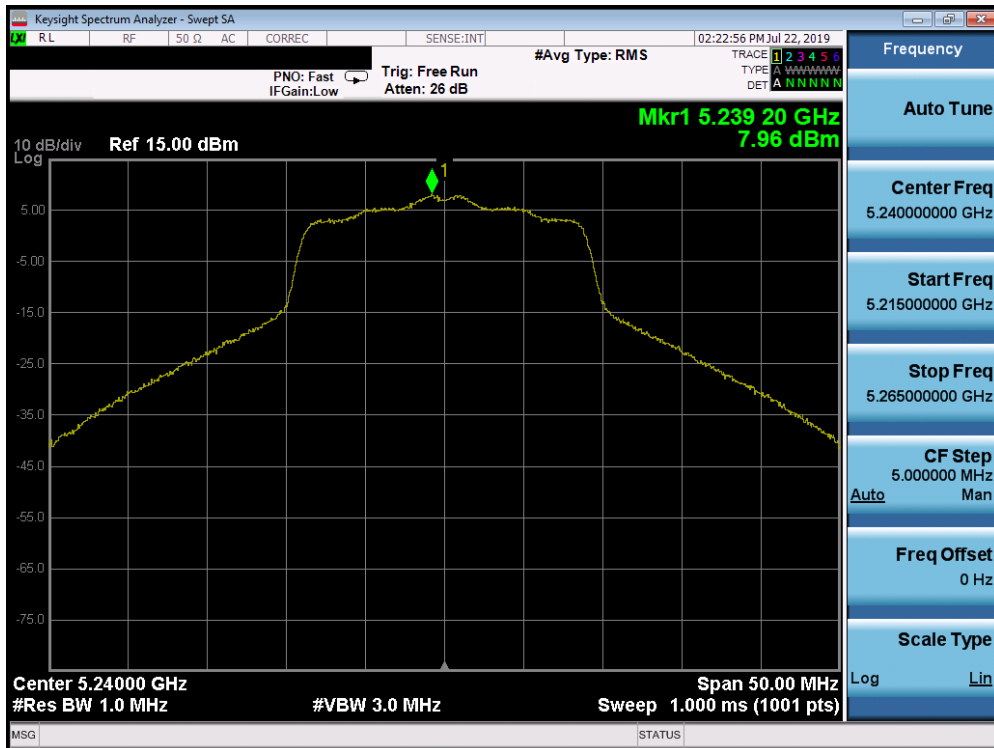 Keysight Spectrum Analyzer - Swept SA
LXI RL RF 50 Ω AC CORREC SENSE:INT 02:22:56 PM Jul 22, 2019
#Avg Type: RMS
TRACE 1 2 3 4 5 6
TYPE A WWWWW
DET A N N N N N
PNO: Fast
IFGain:Low
Trig: Free Run
Atten: 26 dB
Mkr1 5.239 20 GHz
7.96 dBm
10 dB/div Ref 15.00 dBm
Log
1
5.00
-5.00
-15.0
-25.0
-35.0
-45.0
-55.0
-65.0
-75.0
Center 5.24000 GHz Span 50.00 MHz
#Res BW 1.0 MHz #VBW 3.0 MHz Sweep 1.000 ms (1001 pts)
MSG STATUS
Frequency
Auto Tune
Center Freq
5.240000000 GHz
Start Freq
5.215000000 GHz
Stop Freq
5.265000000 GHz
CF Step
5.000000 MHz
Auto Man
Freq Offset
0 Hz
Scale Type
Log Lin